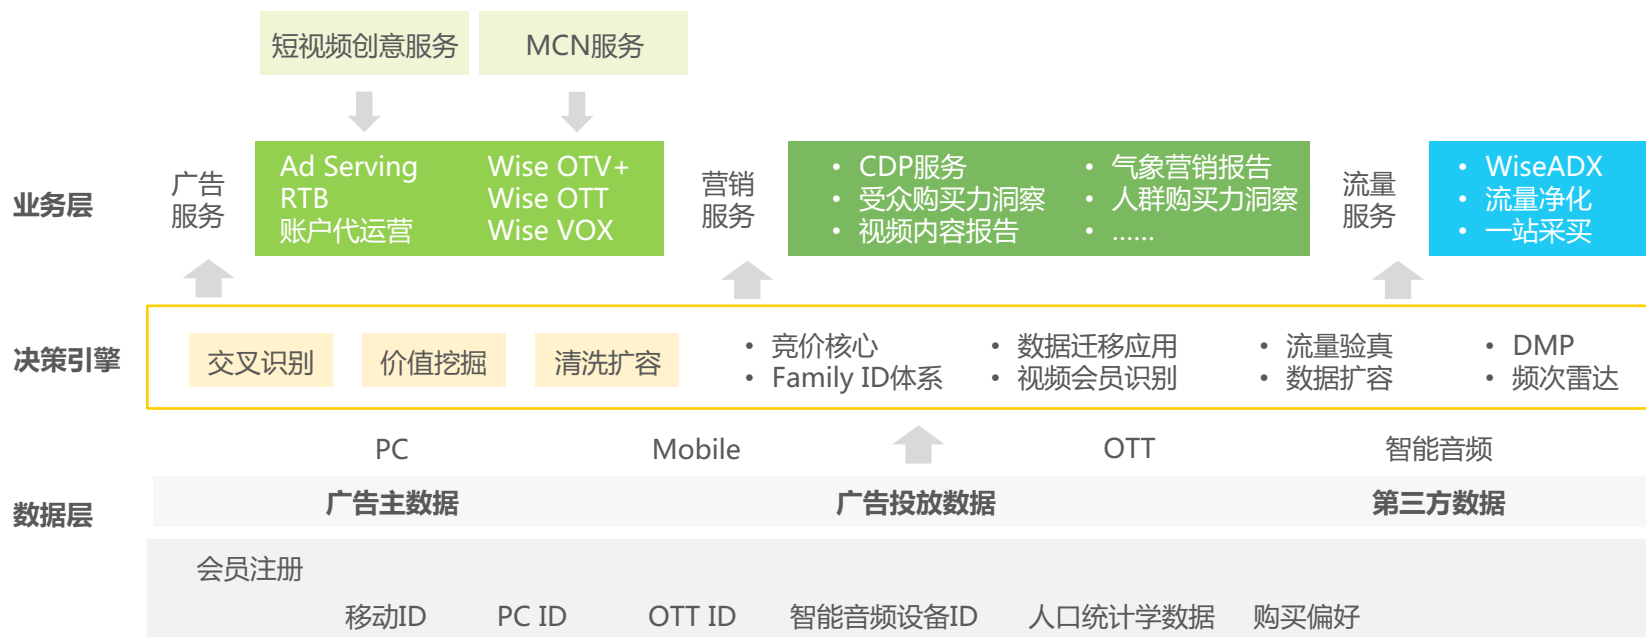 短视频创意服务
MCN服务
业务层
广告
服务
Ad Serving
RTB
账户代运营
Wise OTV+
Wise OTT
Wise VOX
营销
服务
• CDP服务
• 受众购买力洞察
• 视频内容报告
• 气象营销报告
• 人群购买力洞察
• ......
流量
服务
• WiseADX
• 流量净化
• 一站采买
决策引擎
交叉识别
价值挖掘
清洗扩容
• 竞价核心
• Family ID体系
• 数据迁移应用
• 视频会员识别
• 流量验真
• 数据扩容
• DMP
• 频次雷达
数据层
PC
Mobile
OTT
智能音频
广告主数据
广告投放数据
第三方数据
会员注册
移动ID
PC ID
OTT ID
智能音频设备ID
人口统计学数据
购买偏好